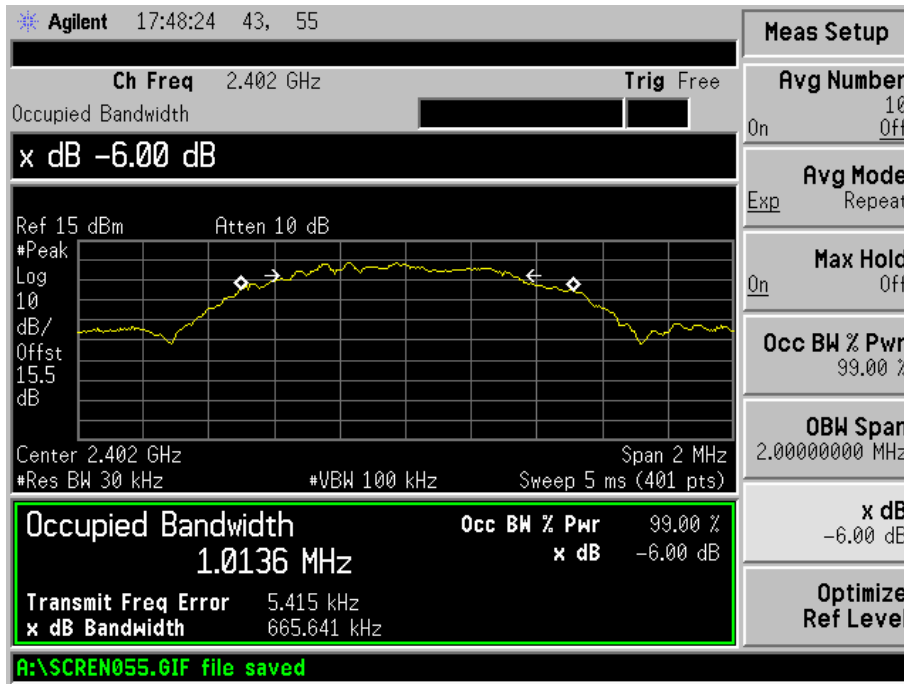 Agilent 17:48:24 43, 55
Ch Freq 2.402 GHz Trig Free
Occupied Bandwidth
x dB -6.00 dB
Ref 15 dBm Atten 10 dB
#Peak
Log
10
dB/
Offst
15.5
dB
Center 2.402 GHz Span 2 MHz
#Res BW 30 kHz #VBW 100 kHz Sweep 5 ms (401 pts)
Occupied Bandwidth
1.0136 MHz
Occ BW % Pwr 99.00 %
x dB -6.00 dB
Transmit Freq Error 5.415 kHz
x dB Bandwidth 665.641 kHz
A:\SCREN055.GIF file saved
Meas Setup
Avg Number
10
On Off
Avg Mode
Exp Repeat
Max Hold
On Off
Occ BW % Pwr
99.00 %
OBW Span
2.00000000 MHz
x dB
-6.00 dB
Optimize
Ref Level